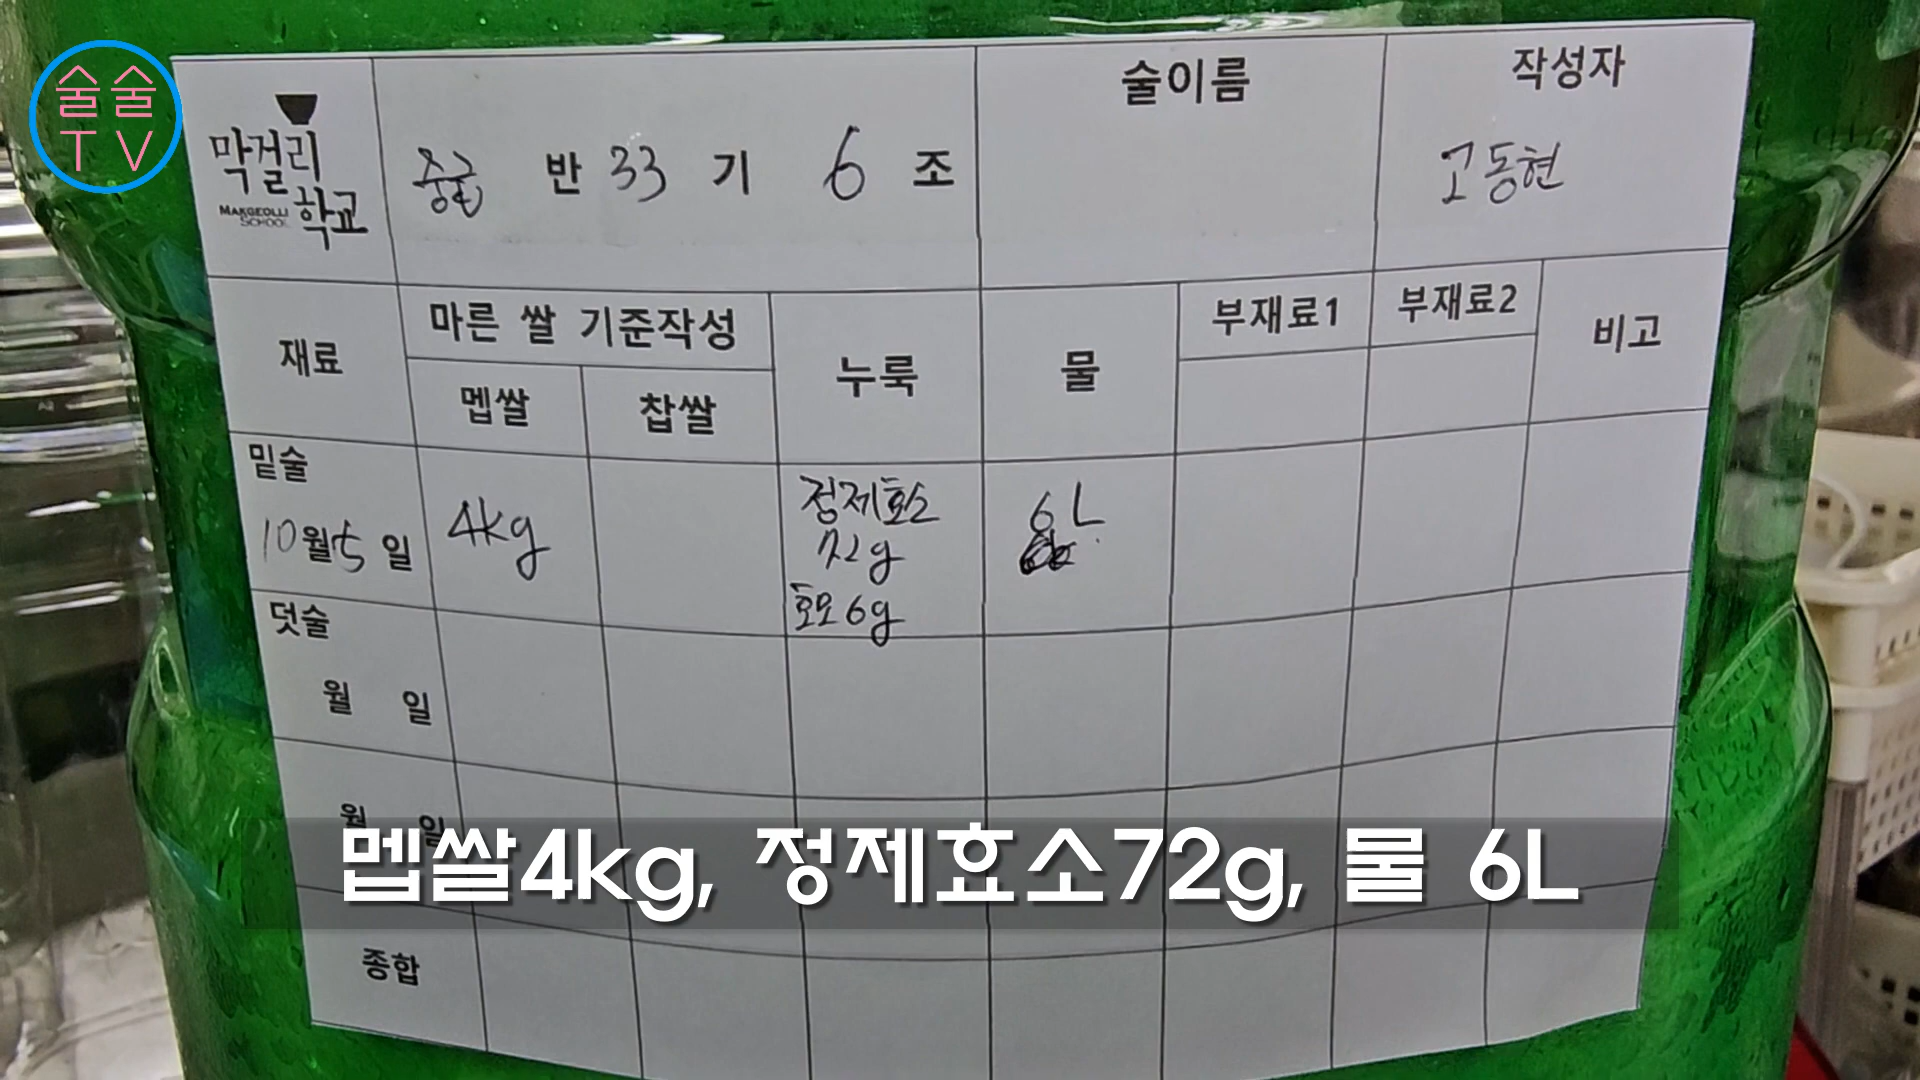 술술
TV
막걸리
학교
MAKGEOLLI
SCHOOL
중급 반 33 기 6 조
술이름
작성자
고동현
재료
마른 쌀 기준작성
멥쌀
찹쌀
누룩
물
부재료1
부재료2
비고
밑술
10월 5 일
4kg
정제효소
72g
효모 6g
6L
덧술
월 일
월 일
멥쌀4kg, 정제효소72g, 물 6L
종합